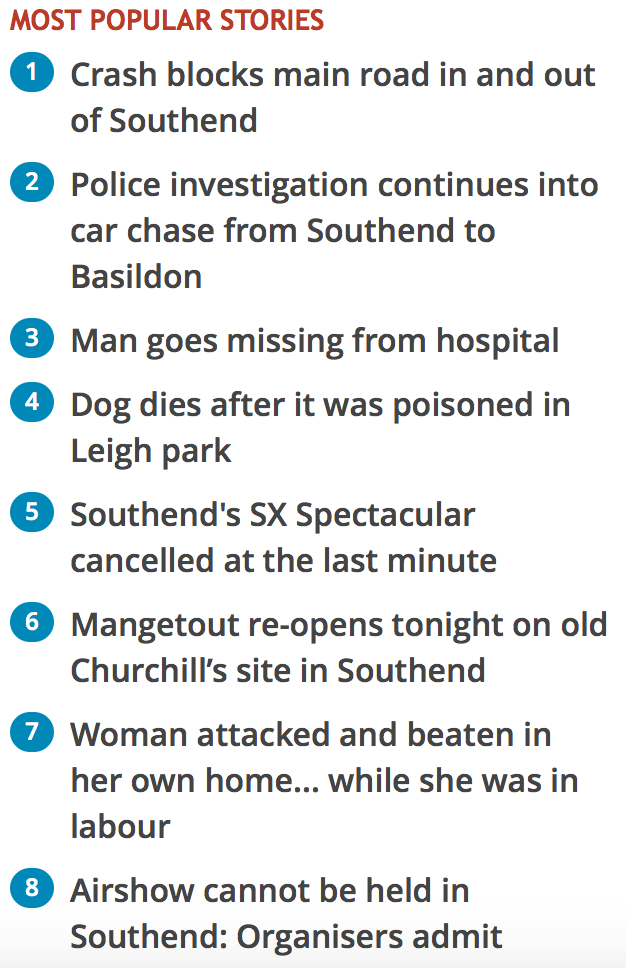 MOST POPULAR STORIES
1 Crash blocks main road in and out
of Southend
2 Police investigation continues into
car chase from Southend to
Basildon
3 Man goes missing from hospital
4 Dog dies after it was poisoned in
Leigh park
5 Southend's SX Spectacular
cancelled at the last minute
6 Mangetout re-opens tonight on old
Churchill’s site in Southend
7 Woman attacked and beaten in
her own home... while she was in
labour
8 Airshow cannot be held in
Southend: Organisers admit